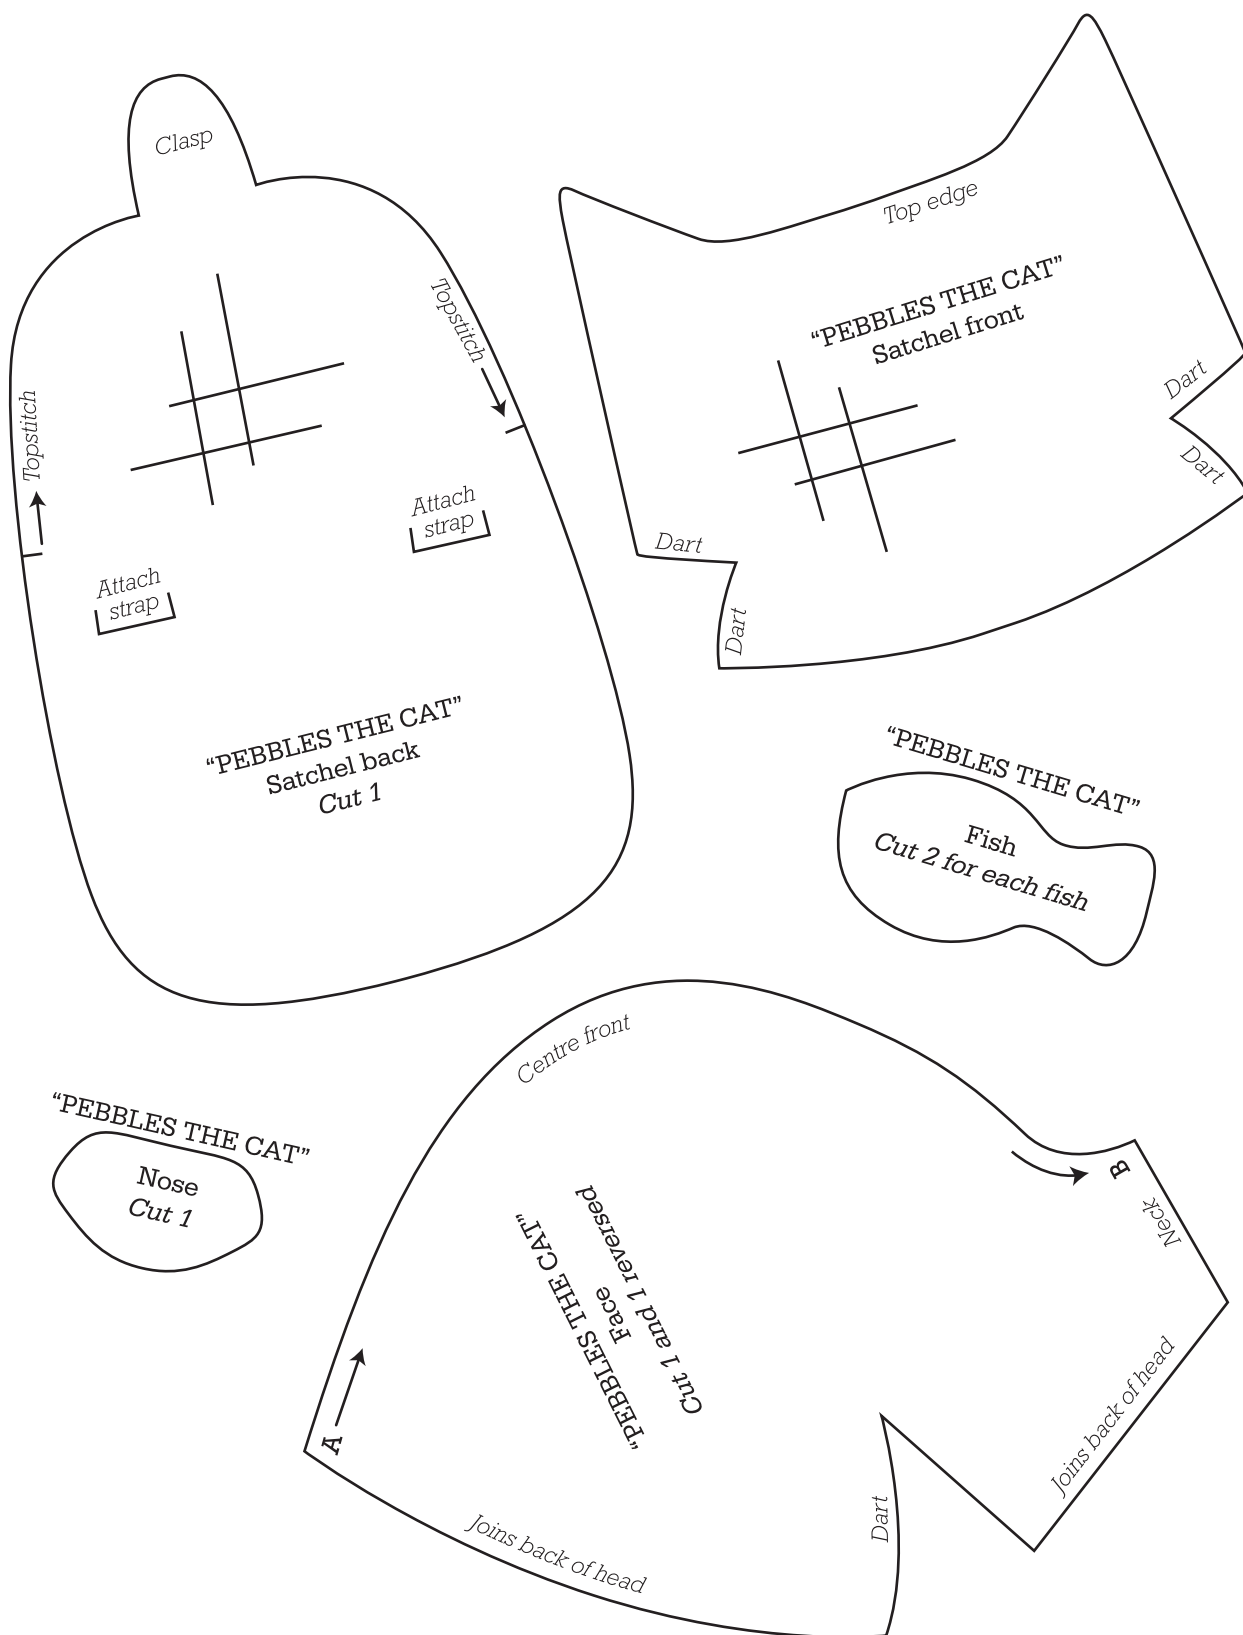 Clasp
Topstitch
Topstitch
Attach
strap
Attach
strap
“PEBBLES THE CAT”
Satchel back
Cut 1
Top edge
“PEBBLES THE CAT”
Satchel front
Dart
Dart
Dart
Dart
“PEBBLES THE CAT”
Fish
Cut 2 for each fish
“PEBBLES THE CAT”
Nose
Cut 1
Centre front
B
Neck
“PEBBLES THE CAT”
Face
Cut 1 and 1 reversed
A
Joins back of head
Dart
Joins back of head